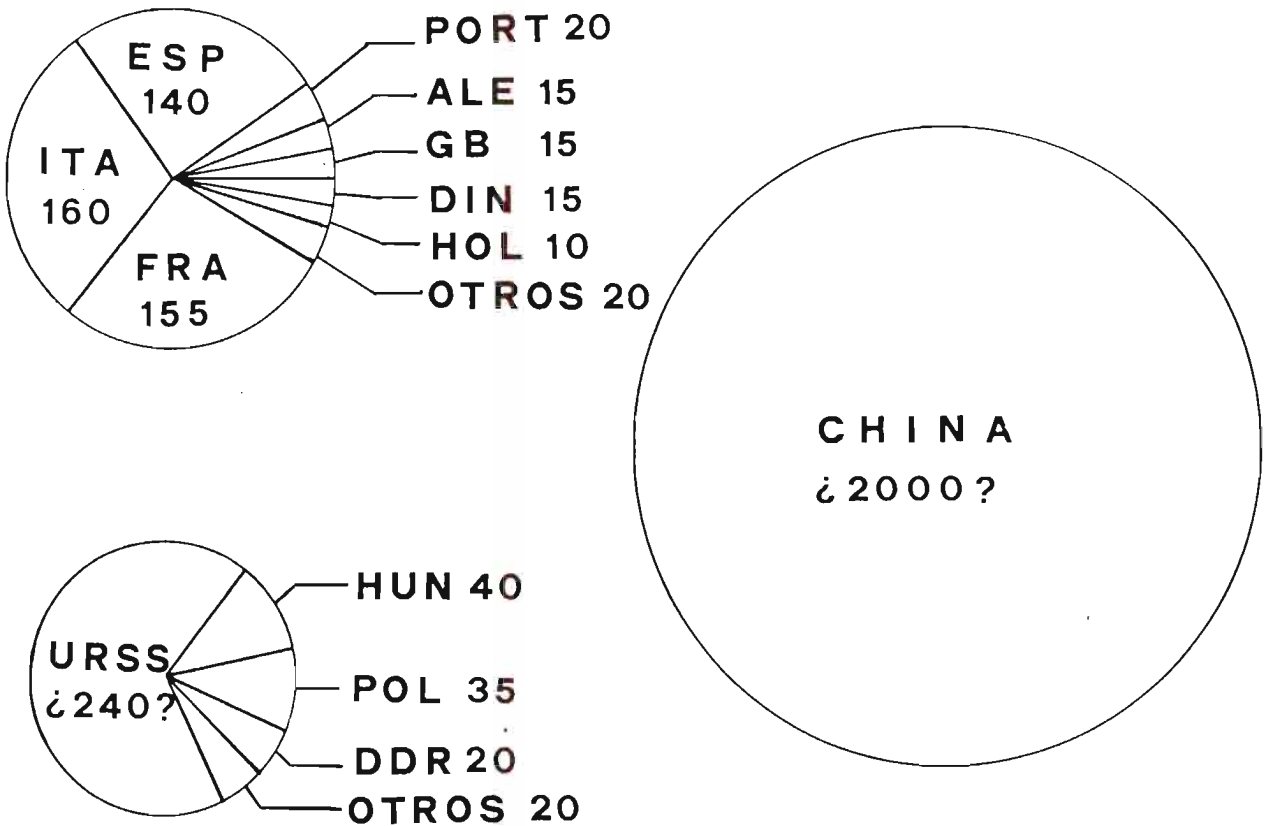 ESP
140
ITA
160
FRA
155
PORT 20
ALE 15
GB 15
DIN 15
HOL 10
OTROS 20
CHINA
¿2000?
URSS
¿240?
HUN 40
POL 35
DDR 20
OTROS 20